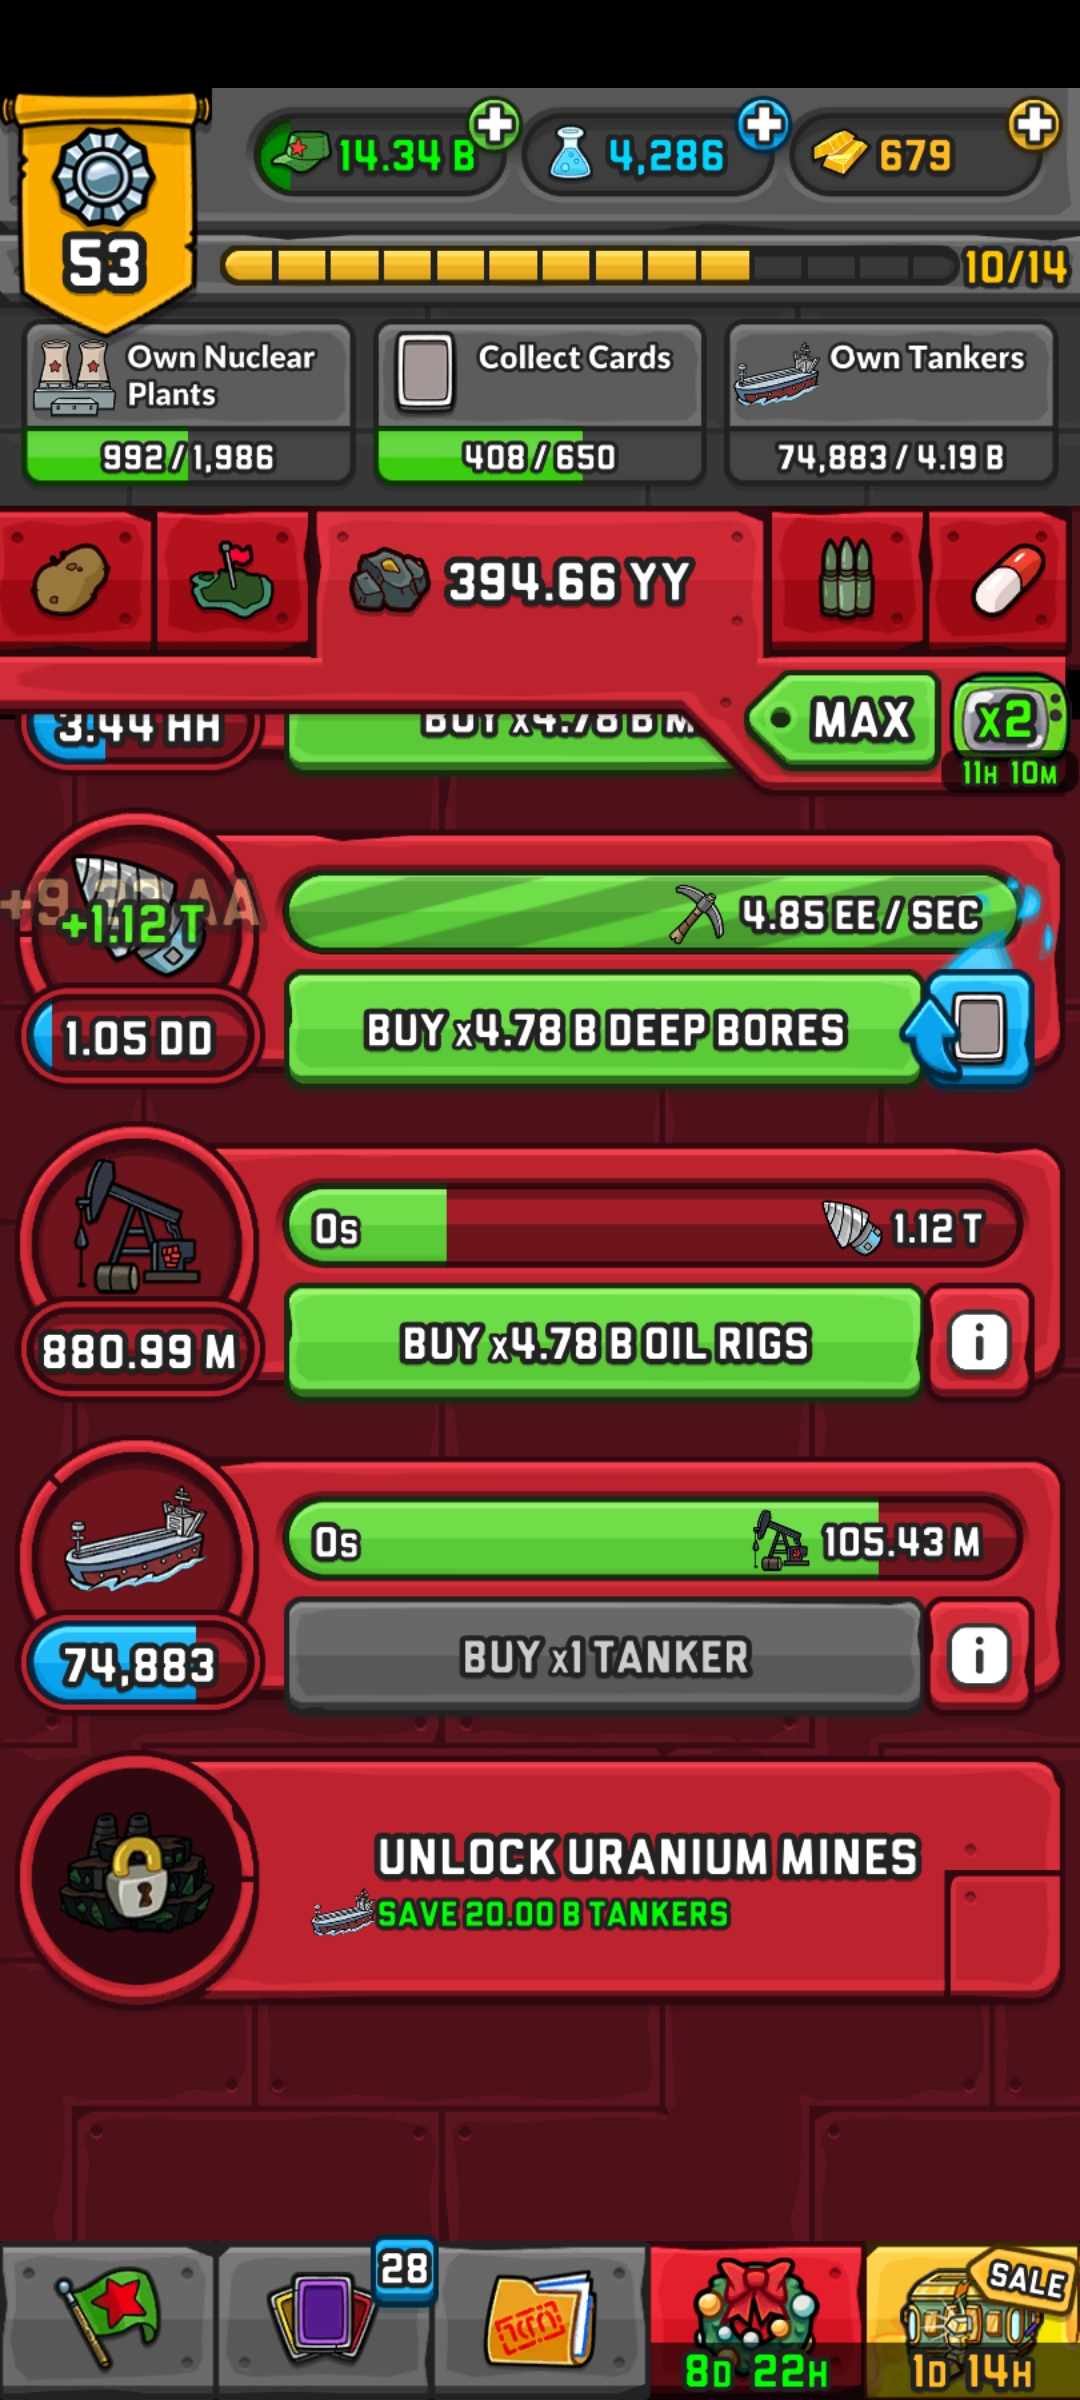 14.34 B
4,286
679
53
10/14
Own Nuclear
Plants
992/1,986
Collect Cards
408/650
Own Tankers
74,883/4.19 B
394.66 YY
MAX
x2
11H 10M
3.44 HH
BUY x4.78 B M
+1.12 T
4.85 EE/SEC
1.05 DD
BUY x4.78 B DEEP BORES
0s
1.12 T
880.99 M
BUY x4.78 B OIL RIGS
i
0s
105.43 M
74,883
BUY x1 TANKER
i
UNLOCK URANIUM MINES
SAVE 20.00 B TANKERS
28
SALE
8D 22H
1D 14H